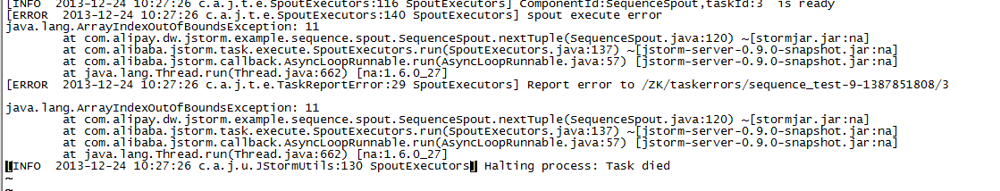 [INFO  2013-12-24 10:27:26 c.a.j.t.e.SpoutExecutors:116 SpoutExecutors] ComponentId:SequenceSpout,taskId:3  is ready
[ERROR  2013-12-24 10:27:26 c.a.j.t.e.SpoutExecutors:140 SpoutExecutors] spout execute error
java.lang.ArrayIndexOutOfBoundsException: 11
        at com.alipay.dw.jstorm.example.sequence.spout.SequenceSpout.nextTuple(SequenceSpout.java:120) ~[stormjar.jar:na]
        at com.alibaba.jstorm.task.execute.SpoutExecutors.run(SpoutExecutors.java:137) ~[jstorm-server-0.9.0-snapshot.jar:na]
        at com.alibaba.jstorm.callback.AsyncLoopRunnable.run(AsyncLoopRunnable.java:57) [jstorm-server-0.9.0-snapshot.jar:na]
        at java.lang.Thread.run(Thread.java:662) [na:1.6.0_27]
[ERROR  2013-12-24 10:27:26 c.a.j.t.e.TaskReportError:29 SpoutExecutors] Report error to /ZK/taskerrors/sequence_test-9-1387851808/3
java.lang.ArrayIndexOutOfBoundsException: 11
        at com.alipay.dw.jstorm.example.sequence.spout.SequenceSpout.nextTuple(SequenceSpout.java:120) ~[stormjar.jar:na]
        at com.alibaba.jstorm.task.execute.SpoutExecutors.run(SpoutExecutors.java:137) ~[jstorm-server-0.9.0-snapshot.jar:na]
        at com.alibaba.jstorm.callback.AsyncLoopRunnable.run(AsyncLoopRunnable.java:57) [jstorm-server-0.9.0-snapshot.jar:na]
        at java.lang.Thread.run(Thread.java:662) [na:1.6.0_27]
[INFO  2013-12-24 10:27:26 c.a.j.u.JStormUtils:130 SpoutExecutors] Halting process: Task died
~
~